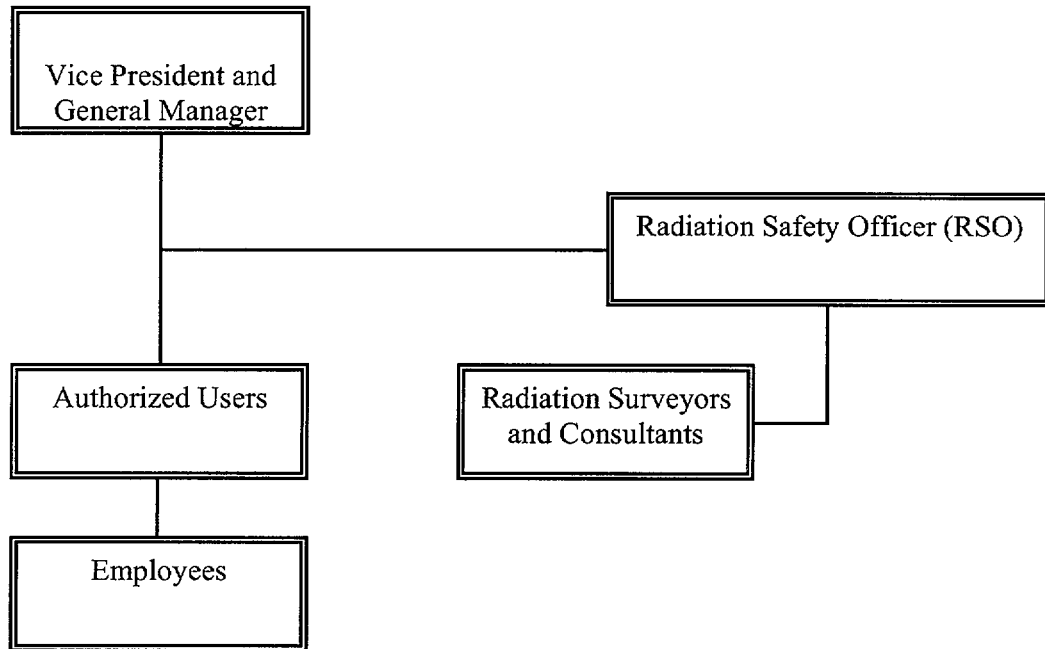 Vice President and
General Manager
Radiation Safety Officer (RSO)
Authorized Users
Radiation Surveyors
and Consultants
Employees